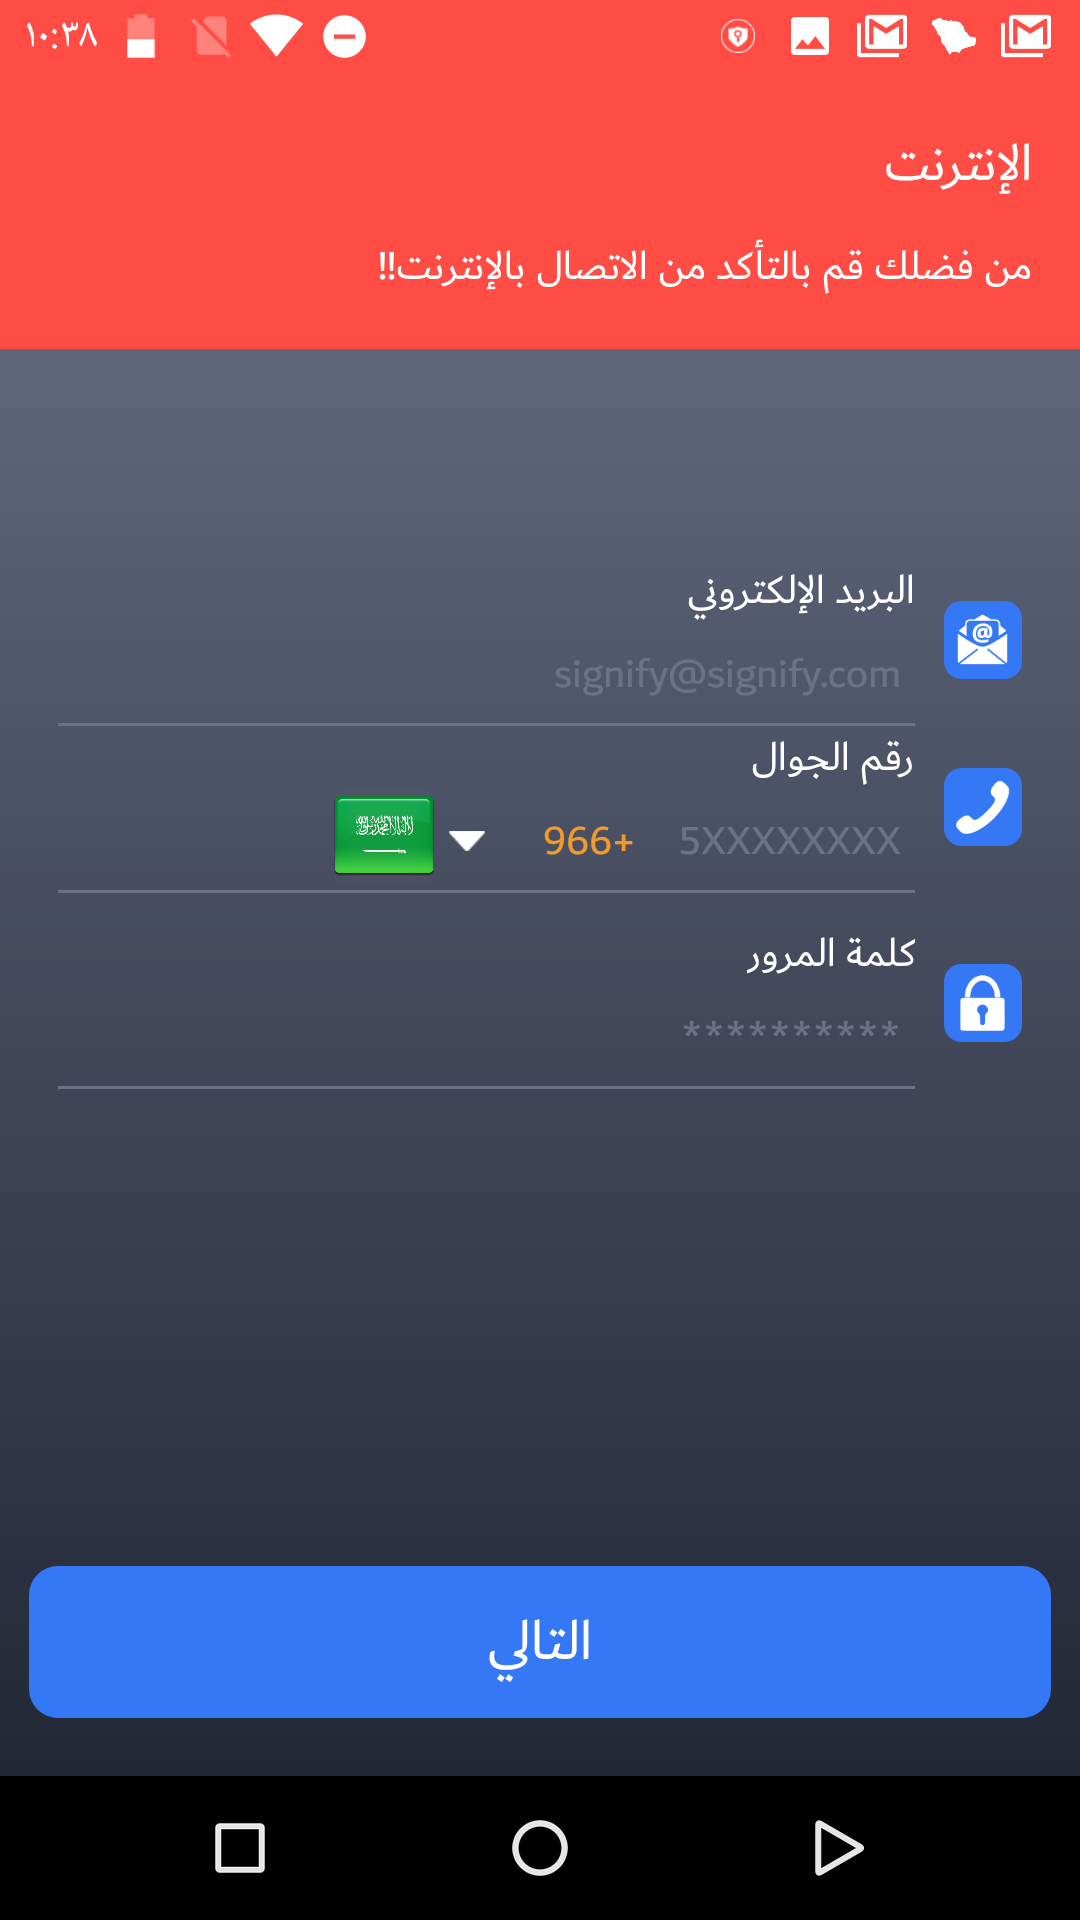 ١٠:٣٨
الإنترنت
من فضلك قم بالتأكد من الاتصال بالإنترنت!!
البريد الإلكتروني
signify@signify.com
رقم الجوال
5XXXXXXXX
966+
كلمة المرور
**********
التالي